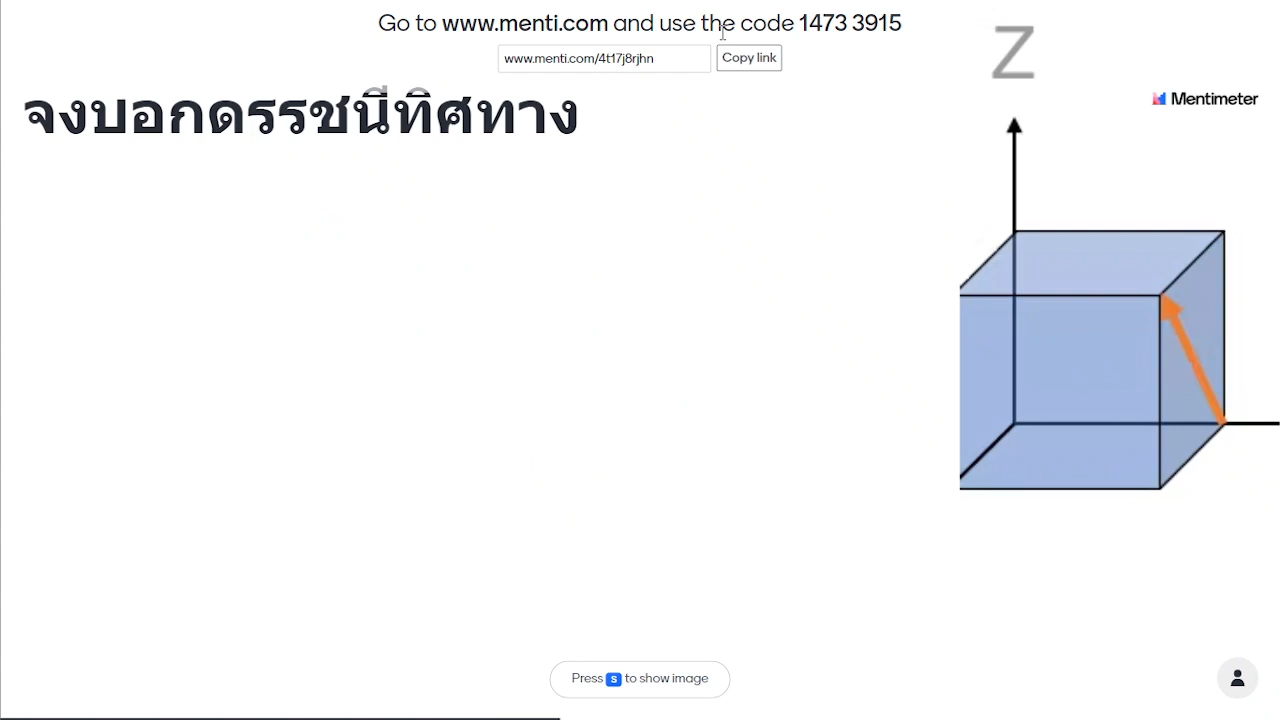 Go to www.menti.com and use the code 1473 3915
www.menti.com/4t17j8rjhn
Copy link
Z
Mentimeter
จงบอกดรรชนีทิศทาง
Press S to show image